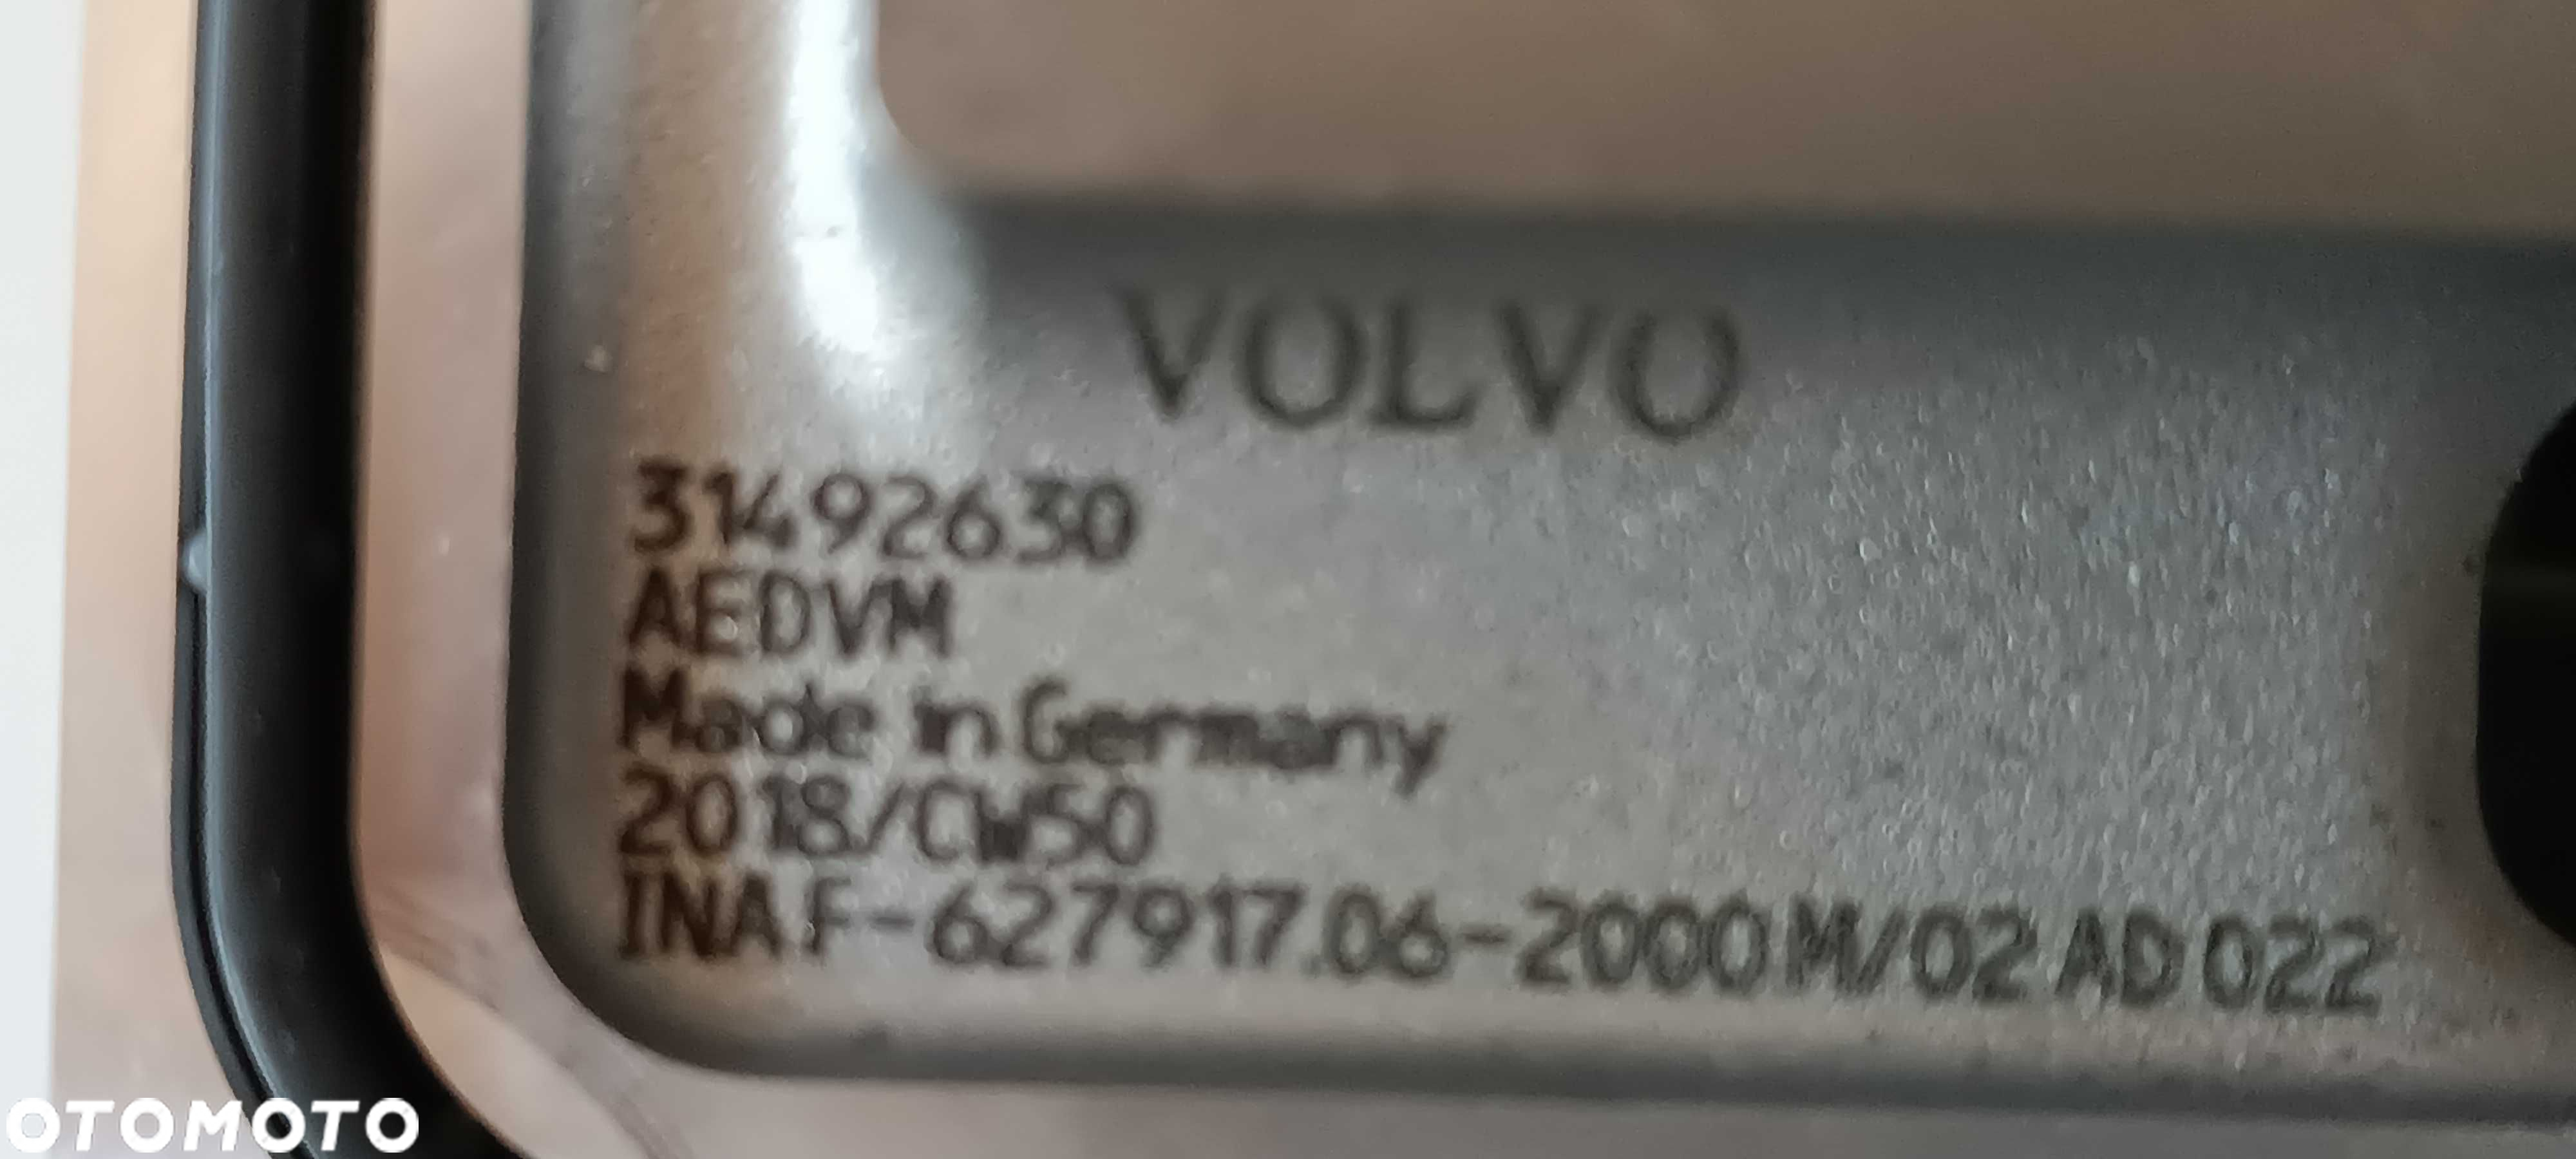 VOLVO
31492630
AEDVM
Made in Germany
2018/CW50
INA F-627917.06-2000 M/02 AD 022
OTOMOTO